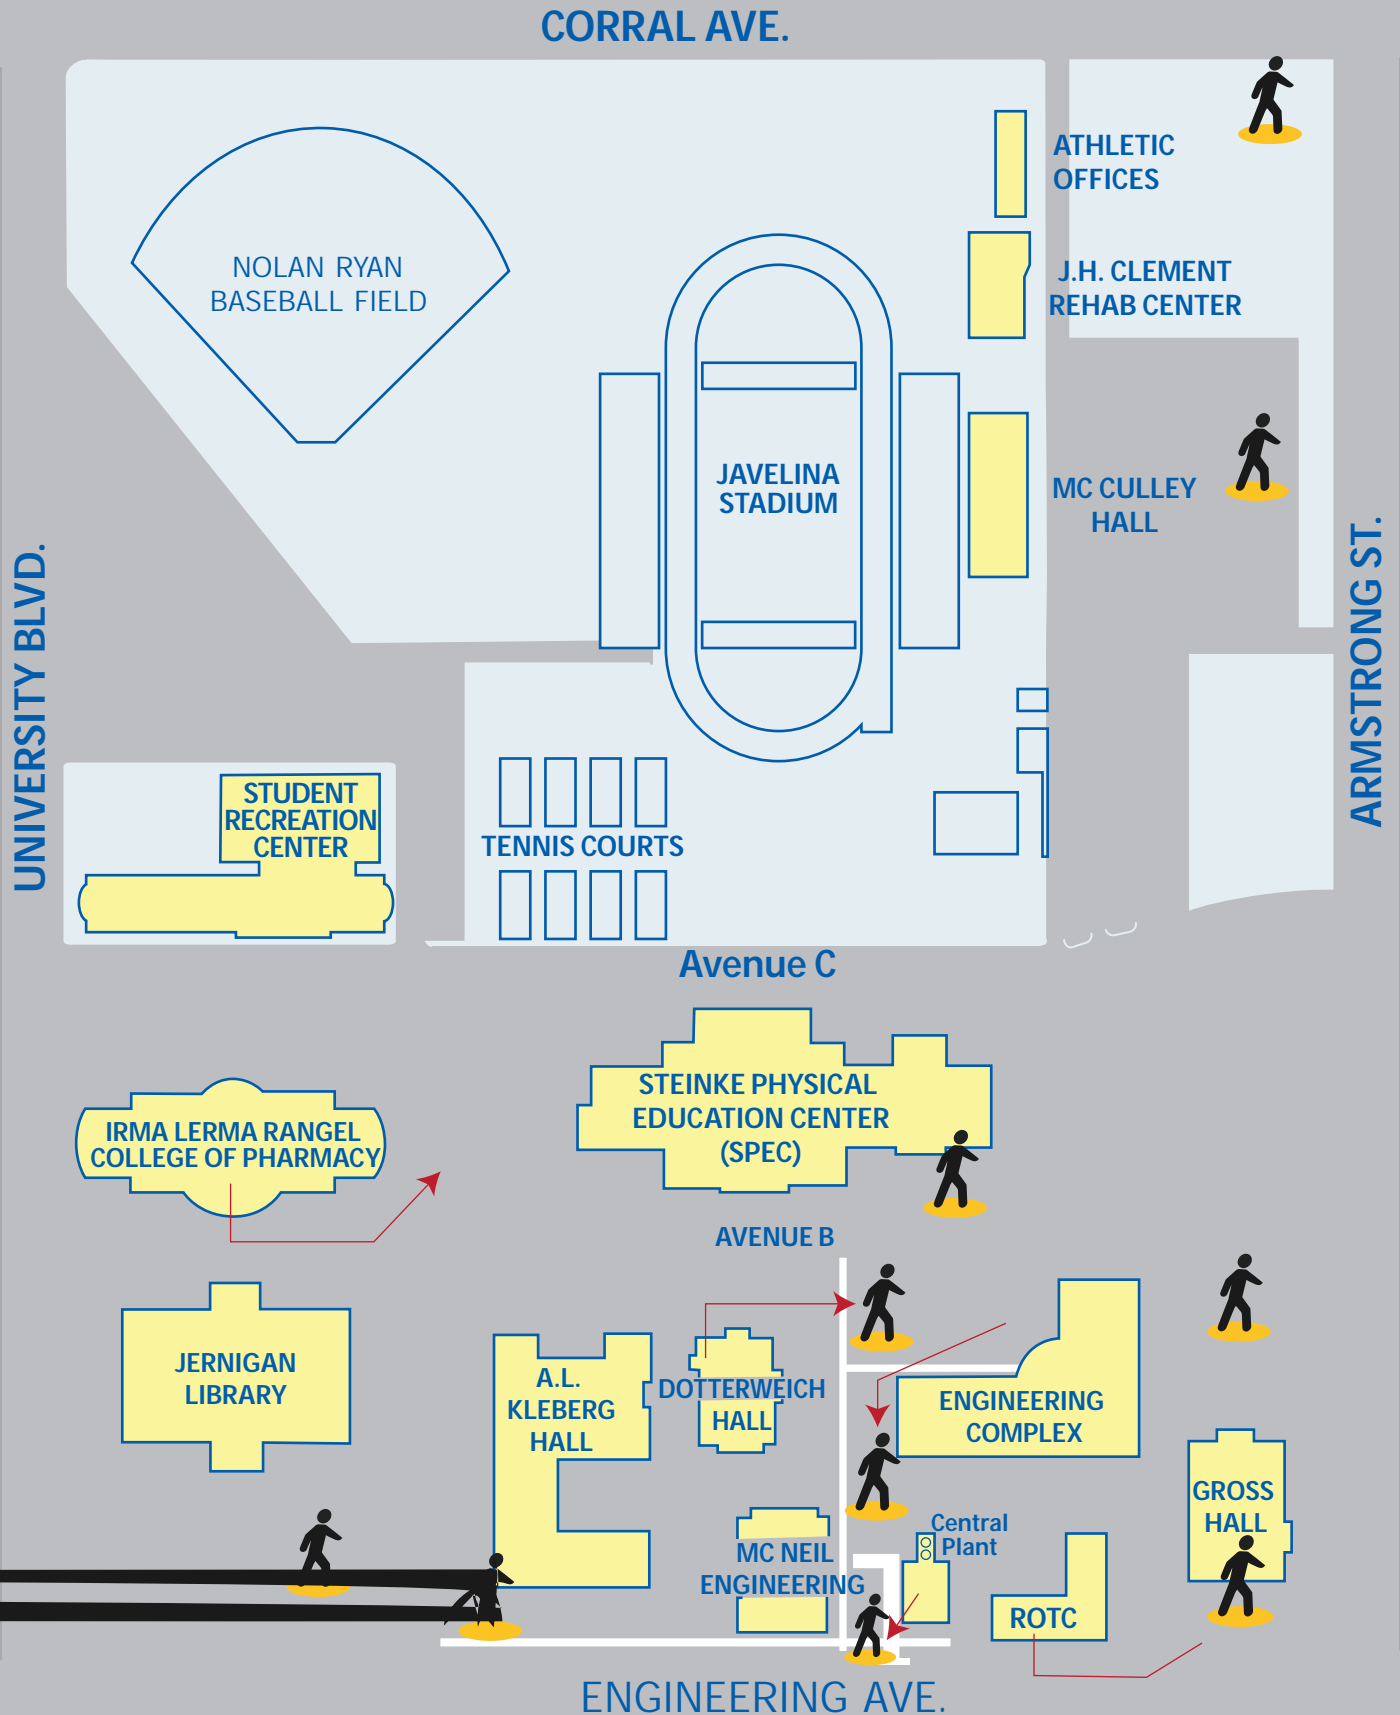 CORRAL AVE.
ATHLETIC
OFFICES
NOLAN RYAN
BASEBALL FIELD
J.H. CLEMENT
REHAB CENTER
JAVELINA
STADIUM
MC CULLEY
HALL
UNIVERSITY BLVD.
ARMSTRONG ST.
STUDENT
RECREATION
CENTER
TENNIS COURTS
Avenue C
STEINKE PHYSICAL
EDUCATION CENTER
(SPEC)
IRMA LERMA RANGEL
COLLEGE OF PHARMACY
AVENUE B
JERNIGAN
LIBRARY
A.L.
KLEBERG
HALL
DOTTERWEICH
HALL
ENGINEERING
COMPLEX
GROSS
HALL
Central
Plant
MC NEIL
ENGINEERING
ROTC
ENGINEERING AVE.